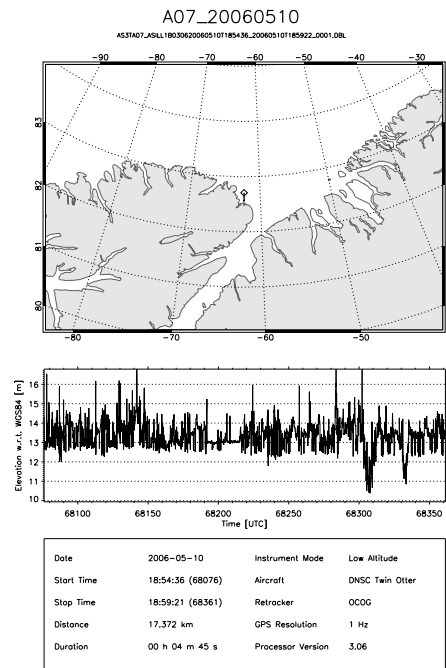 A07_20060510
AS3TA07_ASILL1B030620060510T185436_20060510T185922_0001.DBL
-90 -80 -70 -60 -50 -40 -30
83
82
81
80
-80 -70 -60 -50
Elevation w.r.t. WGS84 [m]
16
15
14
13
12
11
10
68100 68150 68200 68250 68300 68350
Time [UTC]
Date 2006-05-10 Instrument Mode Low Altitude
Start Time 18:54:36 (68076) Aircraft DNSC Twin Otter
Stop Time 18:59:21 (68361) Retracker OCOG
Distance 17.372 km GPS Resolution 1 Hz
Duration 00 h 04 m 45 s Processor Version 3.06